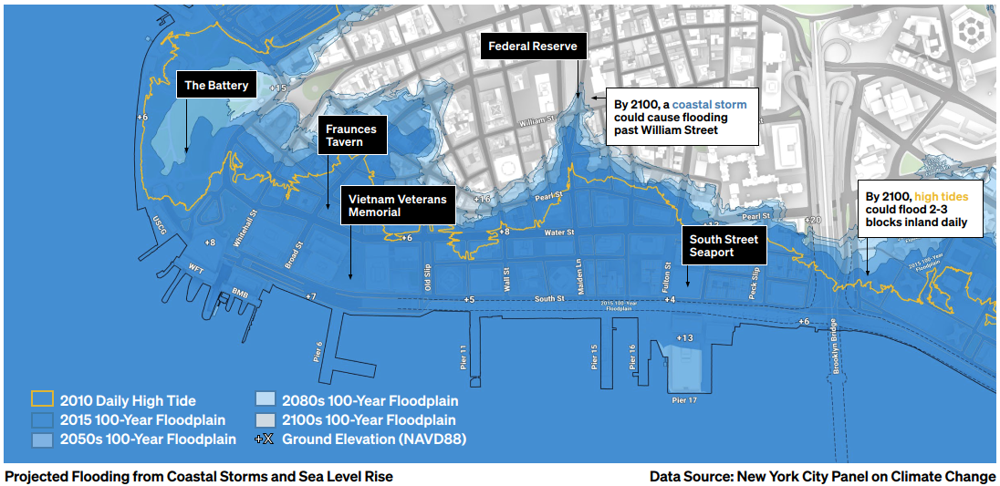 Federal Reserve
The Battery
+15
By 2100, a coastal storm
could cause flooding
past William Street
+6
William St
Fraunces
Tavern
By 2100, high tides
could flood 2-3
blocks inland daily
Vietnam Veterans
Memorial
+16
Pearl St
Pearl St
+20
USCG
Whitehall St
+8
+6
+8
Water St
South Street
Seaport
Broad St
2015 100-Year
Floodplain
WFT
BMB
+7
Old Slip
Wall St
Maiden Ln
Fulton St
Peck Slip
+5
South St
2015 100-Year
Floodplain
+4
+6
Pier 6
Pier 11
Pier 15
Pier 16
+13
Brooklyn Bridge
Pier 17
2010 Daily High Tide
2015 100-Year Floodplain
2050s 100-Year Floodplain
2080s 100-Year Floodplain
2100s 100-Year Floodplain
+X Ground Elevation (NAVD88)
Projected Flooding from Coastal Storms and Sea Level Rise
Data Source: New York City Panel on Climate Change